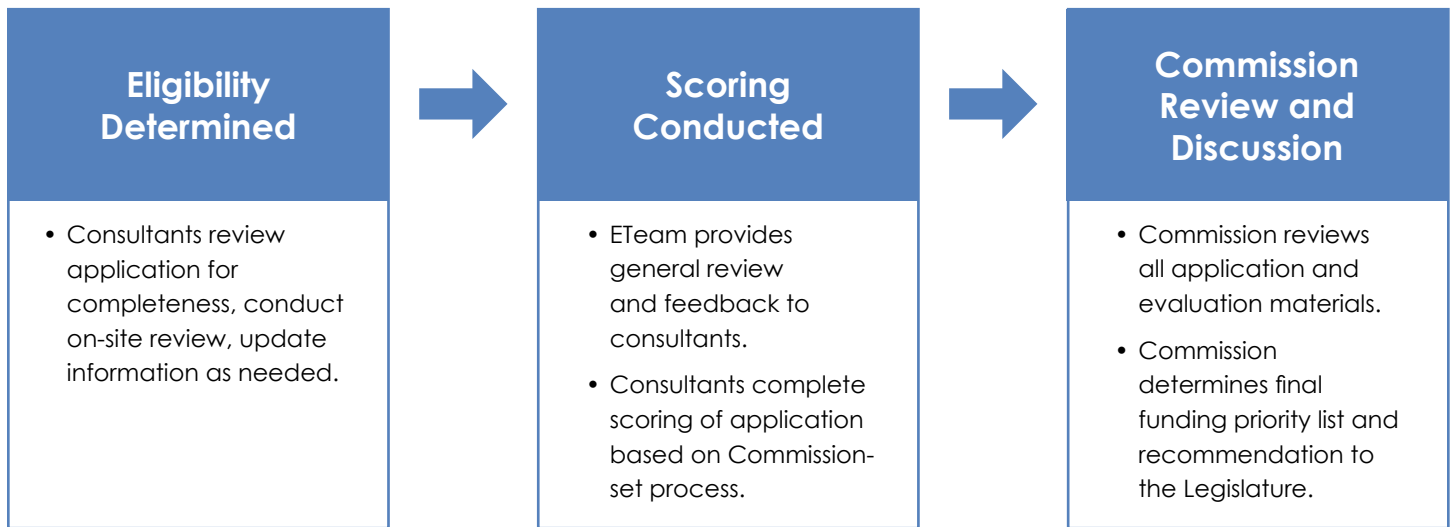 Eligibility
Determined
• Consultants review
application for
completeness, conduct
on-site review, update
information as needed.
Scoring
Conducted
• ETeam provides
general review
and feedback to
consultants.
• Consultants complete
scoring of application
based on Commission-
set process.
Commission
Review and
Discussion
• Commission reviews
all application and
evaluation materials.
• Commission
determines final
funding priority list and
recommendation to
the Legislature.